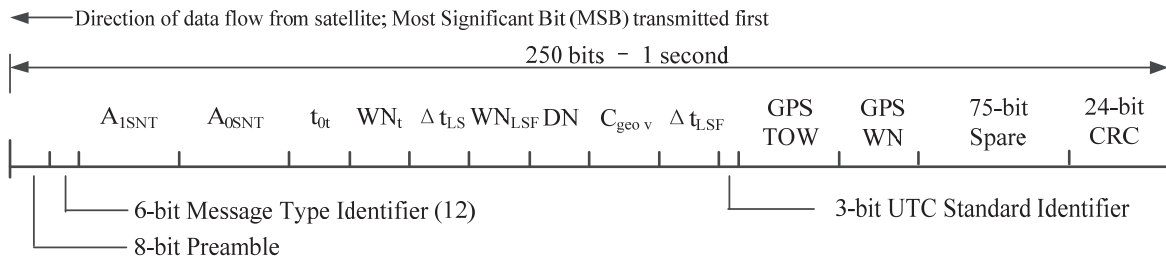 Direction of data flow from satellite; Most Significant Bit (MSB) transmitted first
250 bits – 1 second
A1SNT A0SNT t0t WNt Δ tLS WNLSF DN Cgeo v Δ tLSF GPS TOW GPS WN 75-bit Spare 24-bit CRC
6-bit Message Type Identifier (12) 3-bit UTC Standard Identifier
8-bit Preamble